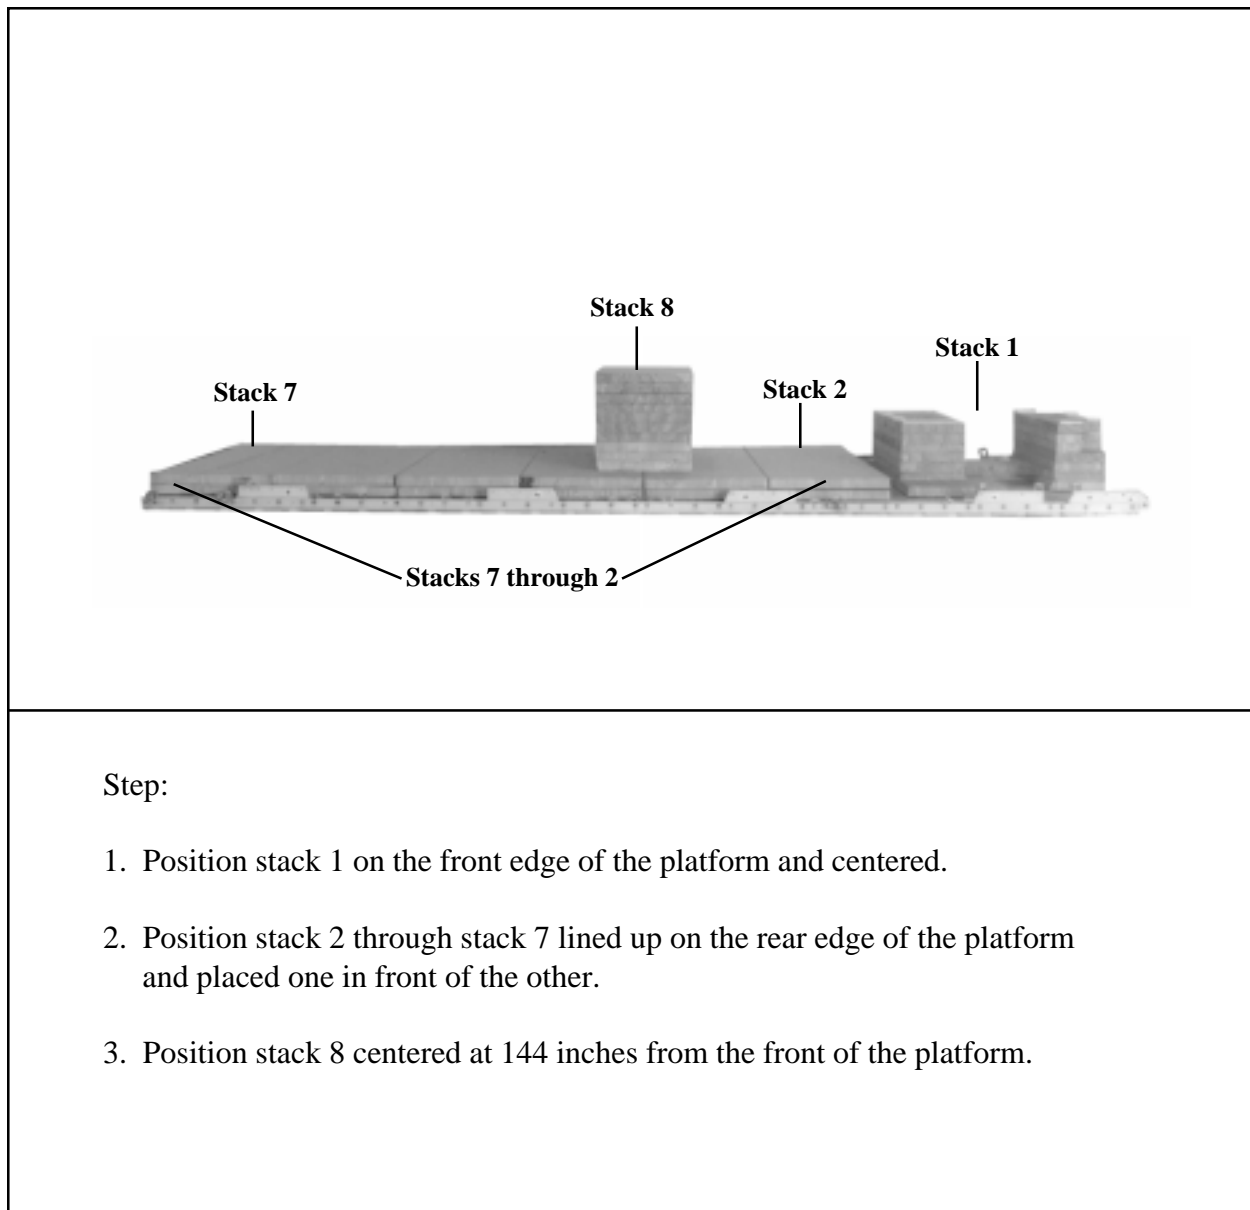 Stack 8
Stack 1
Stack 7
Stack 2
Stacks 7 through 2
Step:
1. Position stack 1 on the front edge of the platform and centered.
2. Position stack 2 through stack 7 lined up on the rear edge of the platform
and placed one in front of the other.
3. Position stack 8 centered at 144 inches from the front of the platform.